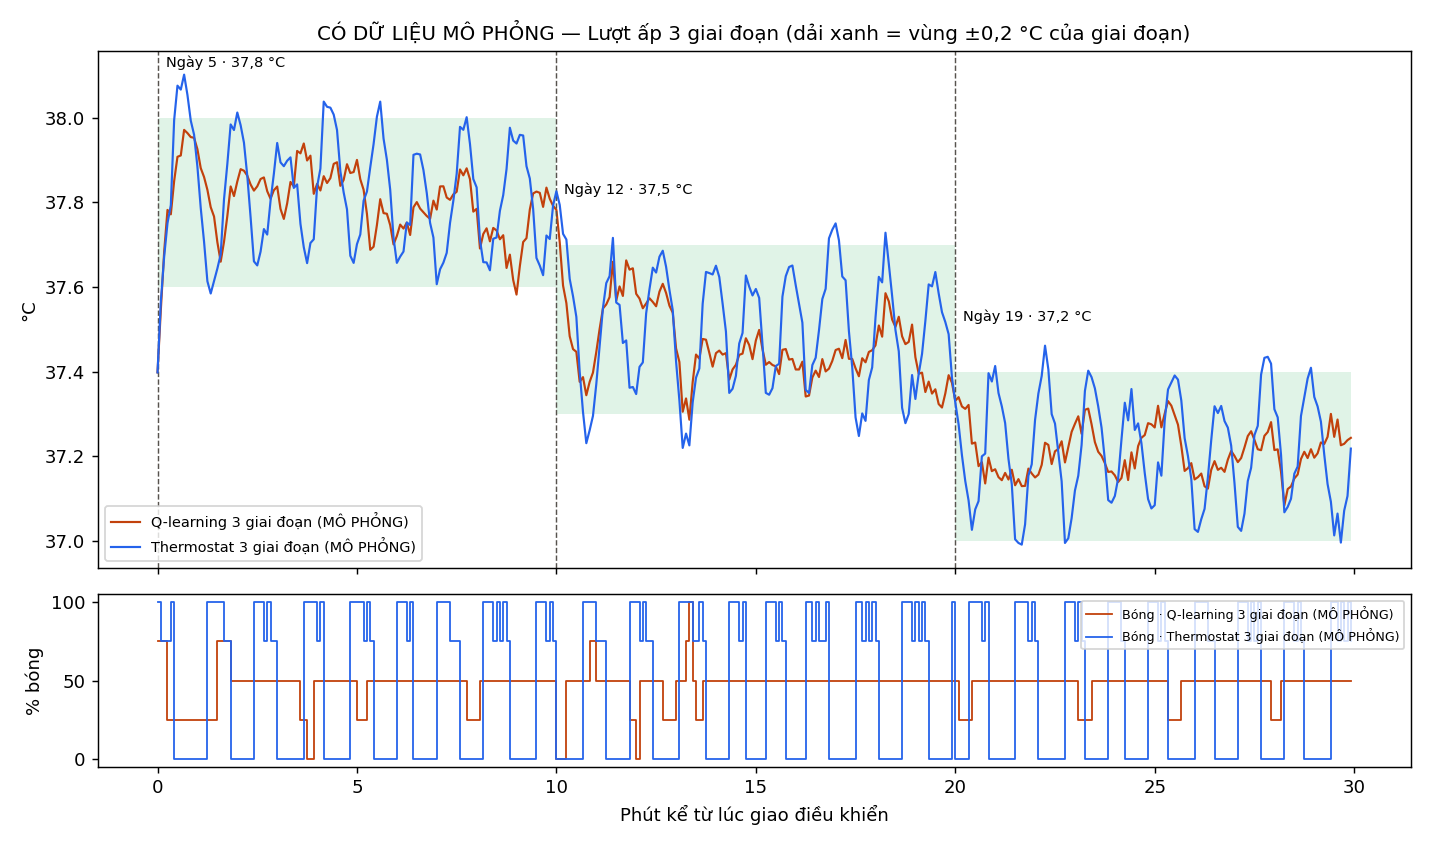 CÓ DỮ LIỆU MÔ PHỎNG — Lượt ấp 3 giai đoạn (dải xanh = vùng ±0,2 °C của giai đoạn)
Ngày 5 · 37,8 °C
Ngày 12 · 37,5 °C
Ngày 19 · 37,2 °C
°C
38.0
37.8
37.6
37.4
37.2
37.0
Q-learning 3 giai đoạn (MÔ PHỎNG)
Thermostat 3 giai đoạn (MÔ PHỎNG)
% bóng
100
50
0
Bóng · Q-learning 3 giai đoạn (MÔ PHỎNG)
Bóng · Thermostat 3 giai đoạn (MÔ PHỎNG)
0 5 10 15 20 25 30
Phút kể từ lúc giao điều khiển